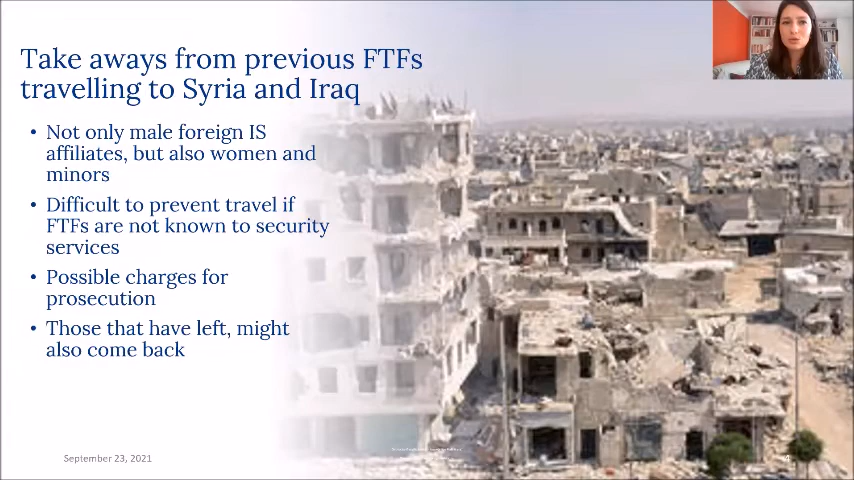 Take aways from previous FTFs
travelling to Syria and Iraq
• Not only male foreign IS
affiliates, but also women and
minors
• Difficult to prevent travel if
FTFs are not known to security
services
• Possible charges for
prosecution
• Those that have left, might
also come back
September 23, 2021
4